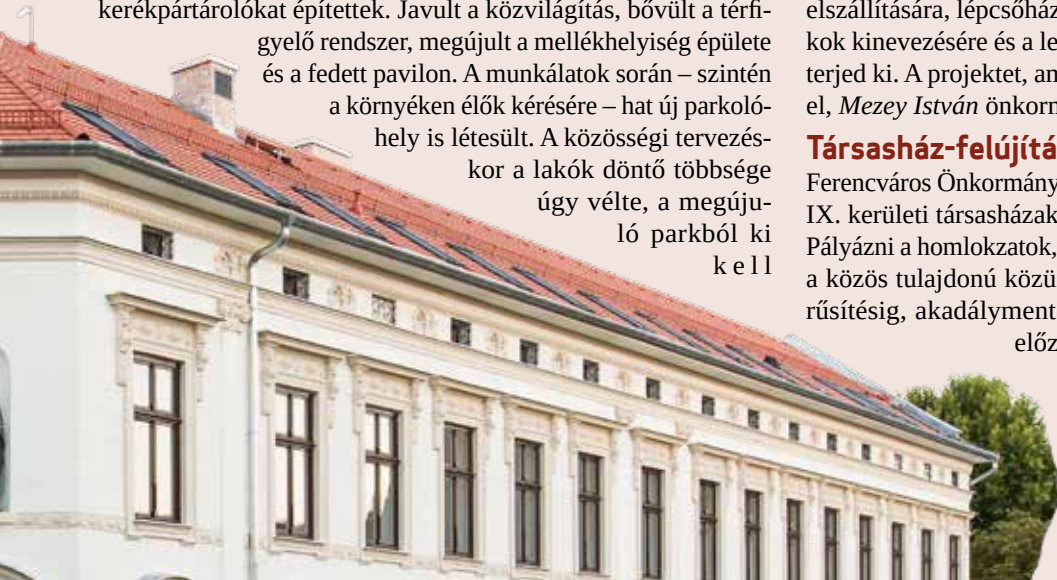 kerékpártárolókat építettek. Javult a közvilágítás, bővült a térfi-
gyelő rendszer, megújult a mellékhelyiség épülete
és a fedett pavilon. A munkálatok során – szintén
a környéken élők kérésére – hat új parkoló-
hely is létesült. A közösségi tervezés-
kor a lakók döntő többsége
úgy vélte, a megúju-
ló parkból ki
kell
elszállítására, lépcsőház
kok kinevezésére és a le
terjed ki. A projektet, an
el, Mezey István önkorn
Társasház-felújítá
Ferencváros Önkormány
IX. kerületi társasházak
Pályázni a homlokzatok,
a közös tulajdonú közü
rűsítésig, akadályment
előz